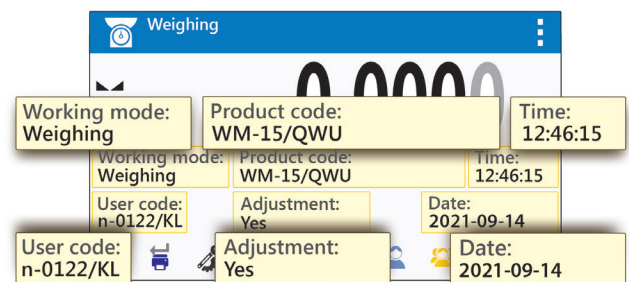 Weighing
0.0000
Working mode:
Weighing
Product code:
WM-15/QWU
Time:
12:46:15
Working mode:
Weighing
Product code:
WM-15/QWU
Time:
12:46:15
User code:
n-0122/KL
Adjustment:
Yes
Date:
2021-09-14
User code:
n-0122/KL
Adjustment:
Yes
Date:
2021-09-14